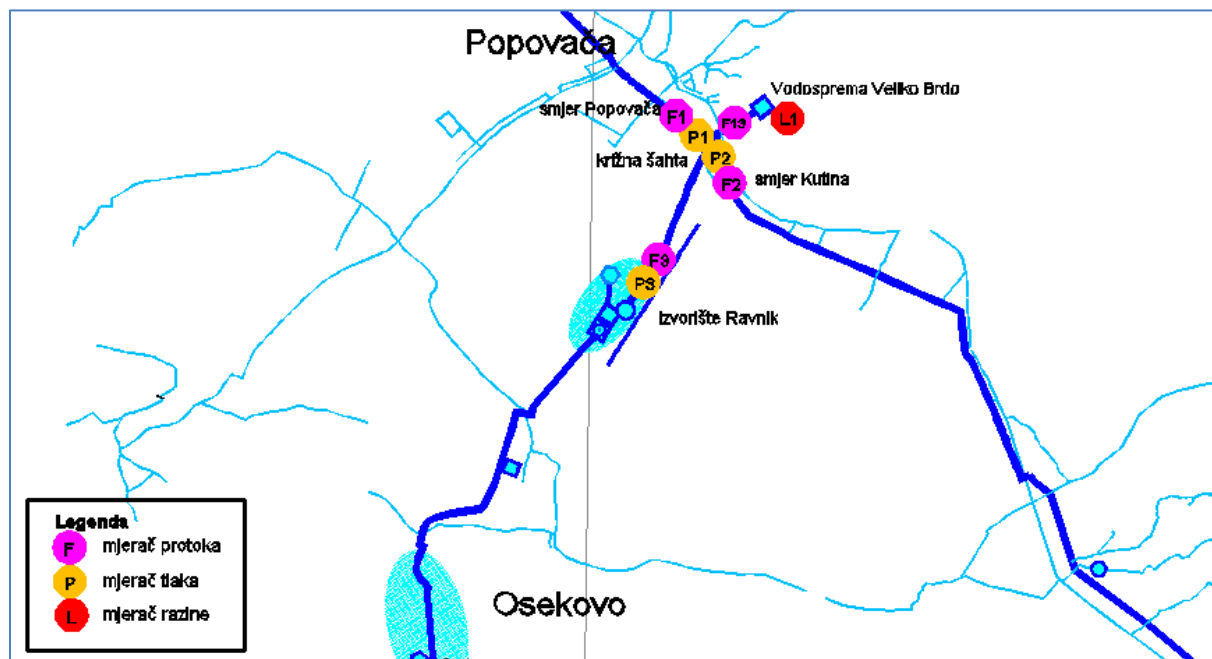 Popovača
Vodosprema Veliko Brdo
smjer Popovača
F1
F13
L1
P1
križna šahta
P2
F2
smjer Kutina
F3
P3
Izvorište Ravnik
Legenda
F mjerač protoka
P mjerač tlaka
L mjerač razine
Osekovo